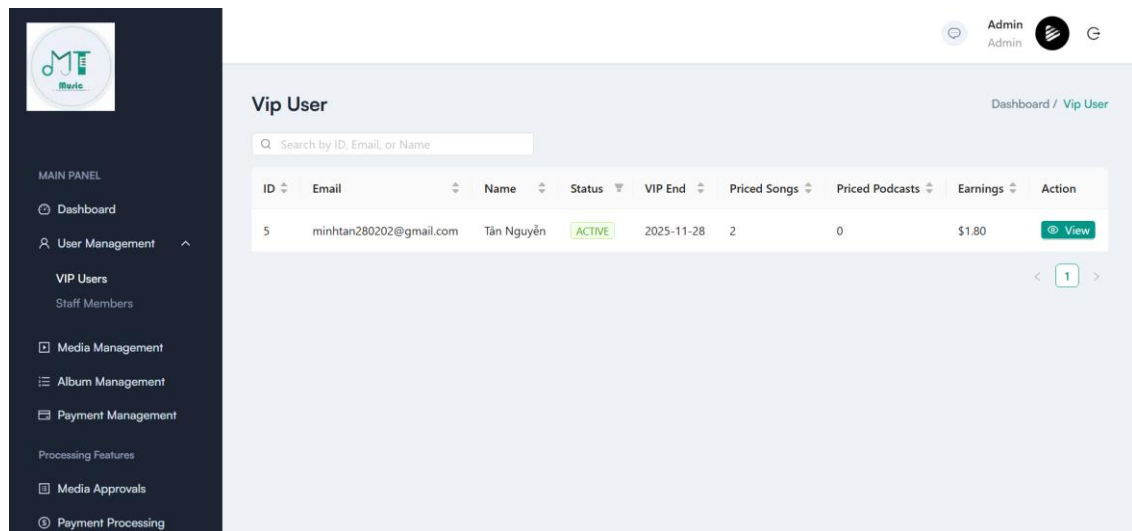 MT
Music
MAIN PANEL
Dashboard
User Management
VIP Users
Staff Members
Media Management
Album Management
Payment Management
Processing Features
Media Approvals
Payment Processing
Admin
Admin
Vip User
Dashboard / Vip User
Search by ID, Email, or Name
ID Email Name Status VIP End Priced Songs Priced Podcasts Earnings Action
5 minhtan280202@gmail.com Tân Nguyễn ACTIVE 2025-11-28 2 0 $1.80 View
< 1 >